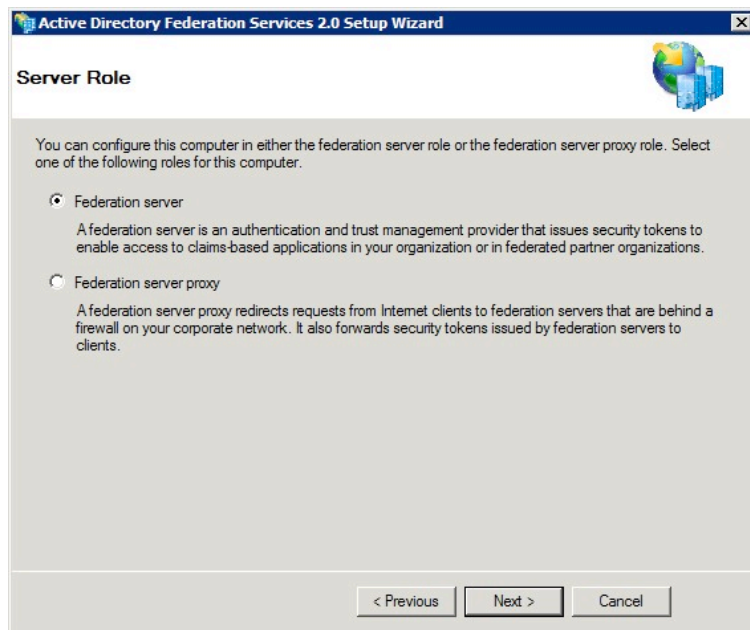 Active Directory Federation Services 2.0 Setup Wizard
Server Role
You can configure this computer in either the federation server role or the federation server proxy role. Select
one of the following roles for this computer.
Federation server
A federation server is an authentication and trust management provider that issues security tokens to
enable access to claims-based applications in your organization or in federated partner organizations.
Federation server proxy
A federation server proxy redirects requests from Internet clients to federation servers that are behind a
firewall on your corporate network. It also forwards security tokens issued by federation servers to
clients.
< Previous
Next >
Cancel